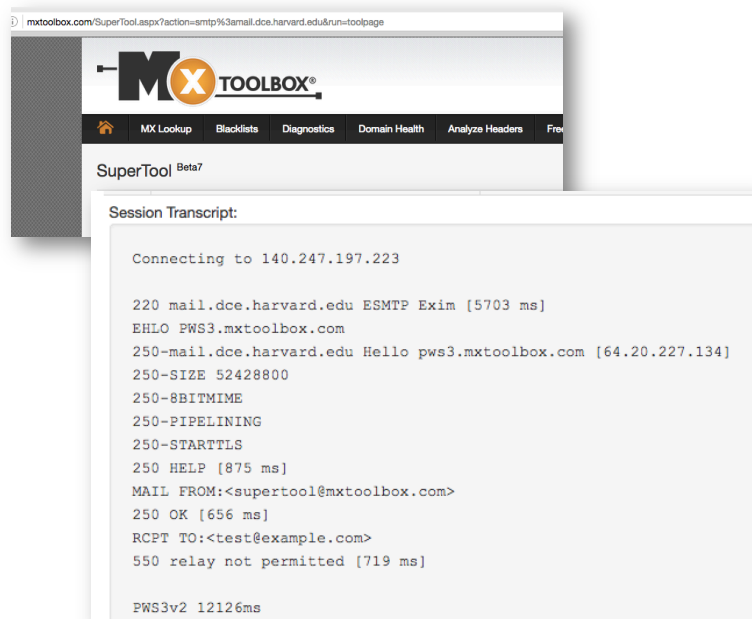 mxtoolbox.com/SuperTool.aspx?action=smtp%3amail.dce.harvard.edu&run=toolpage
MX TOOLBOX®
MX Lookup Blacklists Diagnostics Domain Health Analyze Headers
SuperTool Beta7
Session Transcript:
Connecting to 140.247.197.223
220 mail.dce.harvard.edu ESMTP Exim [5703 ms]
EHLO PWS3.mxtoolbox.com
250-mail.dce.harvard.edu Hello pws3.mxtoolbox.com [64.20.227.134]
250-SIZE 52428800
250-8BITMIME
250-PIPELINING
250-STARTTLS
250 HELP [875 ms]
MAIL FROM:<supertool@mxtoolbox.com>
250 OK [656 ms]
RCPT TO:<test@example.com>
550 relay not permitted [719 ms]
PWS3v2 12126ms